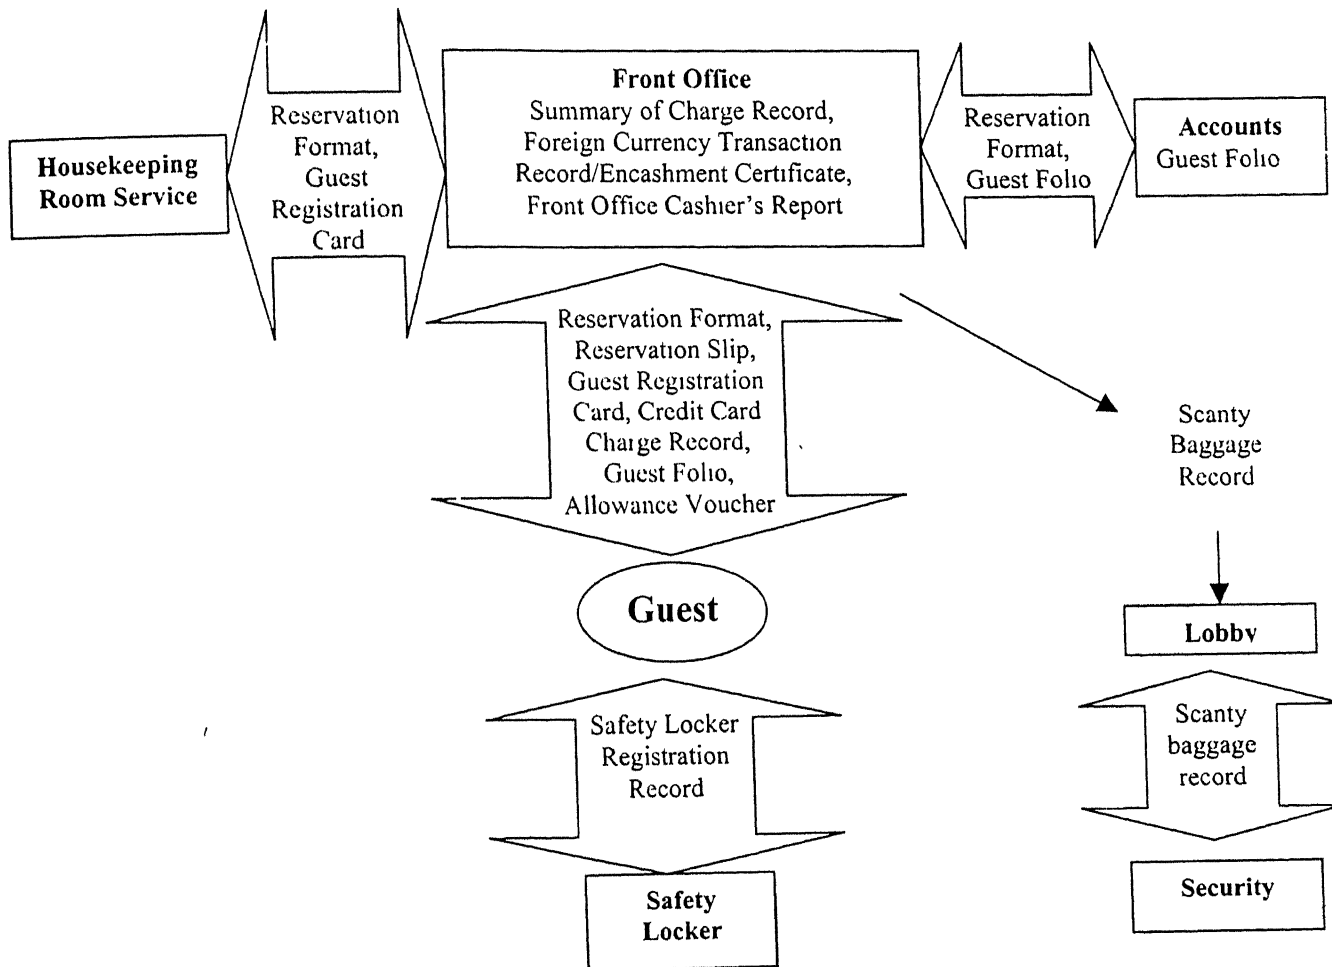 Housekeeping
Room Service
Reservation
Format,
Guest
Registration
Card
Front Office
Summary of Charge Record,
Foreign Currency Transaction
Record/Encashment Certificate,
Front Office Cashier's Report
Reservation
Format,
Guest Folio
Accounts
Guest Folio
Reservation Format,
Reservation Slip,
Guest Registration
Card, Credit Card
Charge Record,
Guest Folio,
Allowance Voucher
Scanty
Baggage
Record
Guest
Lobby
Safety Locker
Registration
Record
Scanty
baggage
record
Safety
Locker
Security